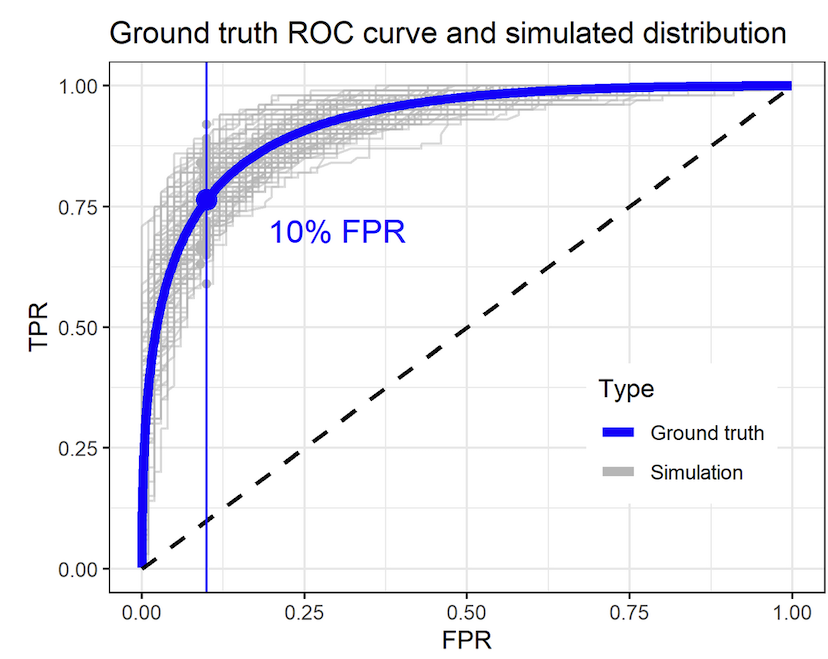 Ground truth ROC curve and simulated distribution
1.00
0.75
10% FPR
TPR
0.50
Type
Ground truth
0.25
Simulation
0.00
0.00 0.25 0.50 0.75 1.00
FPR